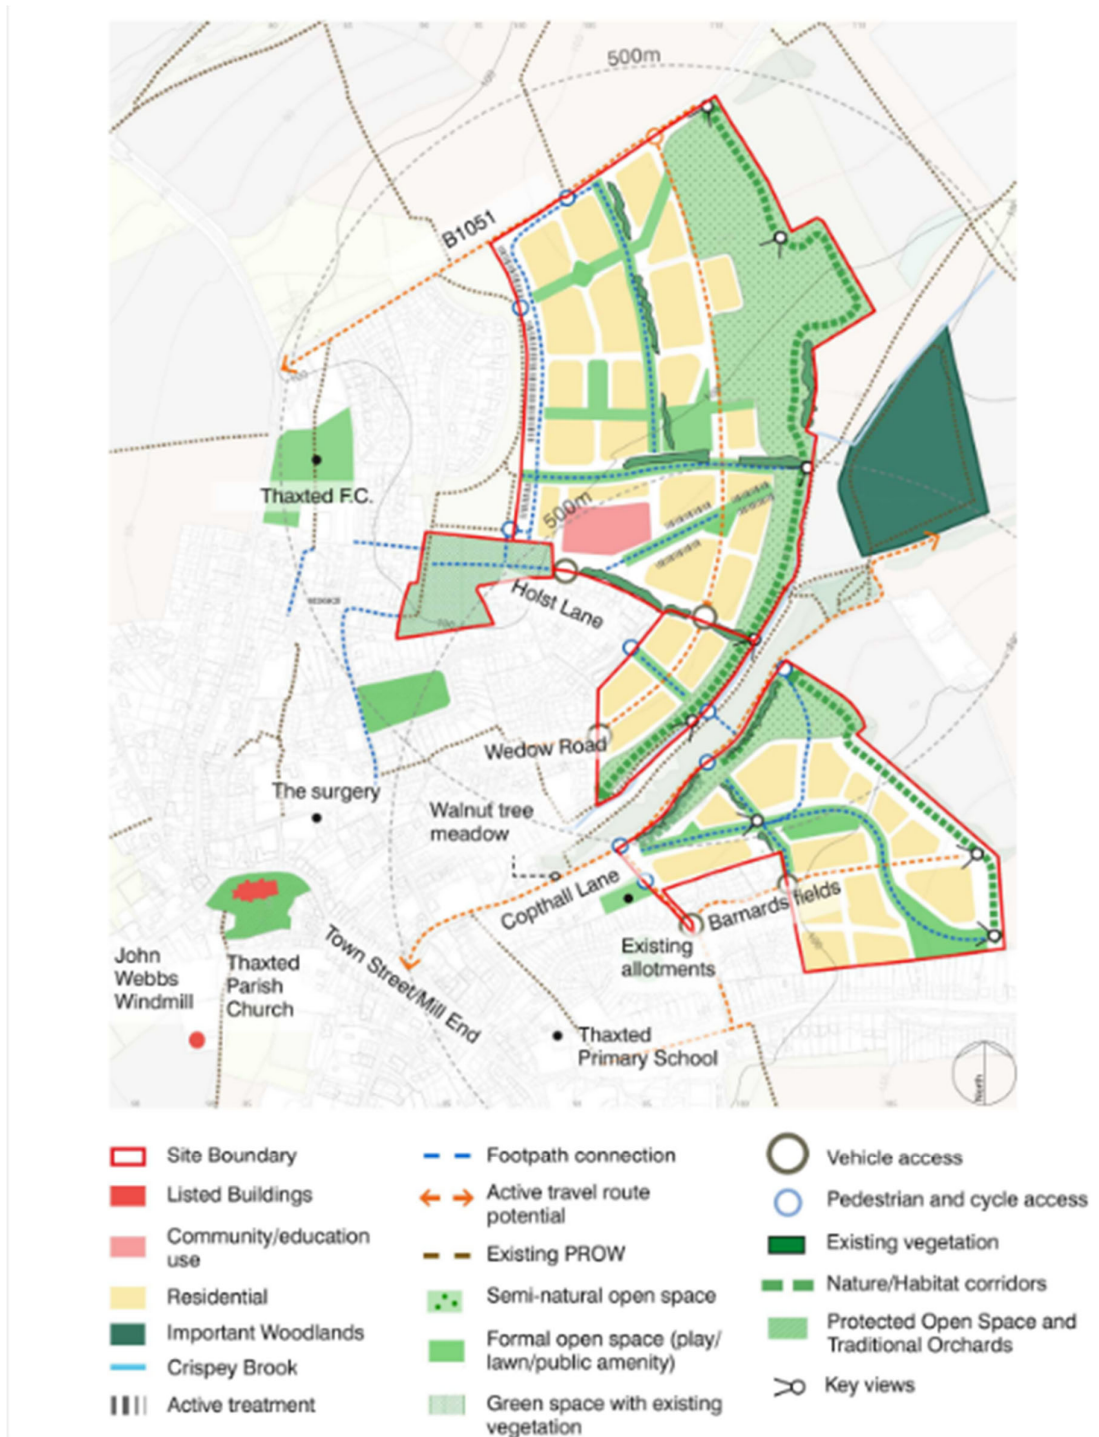 500m
B1051
Thaxted F.C.
500m
Holst Lane
Wedow Road
The surgery
Walnut tree
meadow
Copthall Lane
Barnards fields
Existing
allotments
John
Webbs
Windmill
Thaxted
Parish
Church
Town Street/Mill End
Thaxted
Primary School
North
Site Boundary
Listed Buildings
Community/education
use
Residential
Important Woodlands
Crispey Brook
Active treatment
Footpath connection
Active travel route
potential
Existing PROW
Semi-natural open space
Formal open space (play/
lawn/public amenity)
Green space with existing
vegetation
Vehicle access
Pedestrian and cycle access
Existing vegetation
Nature/Habitat corridors
Protected Open Space and
Traditional Orchards
Key views